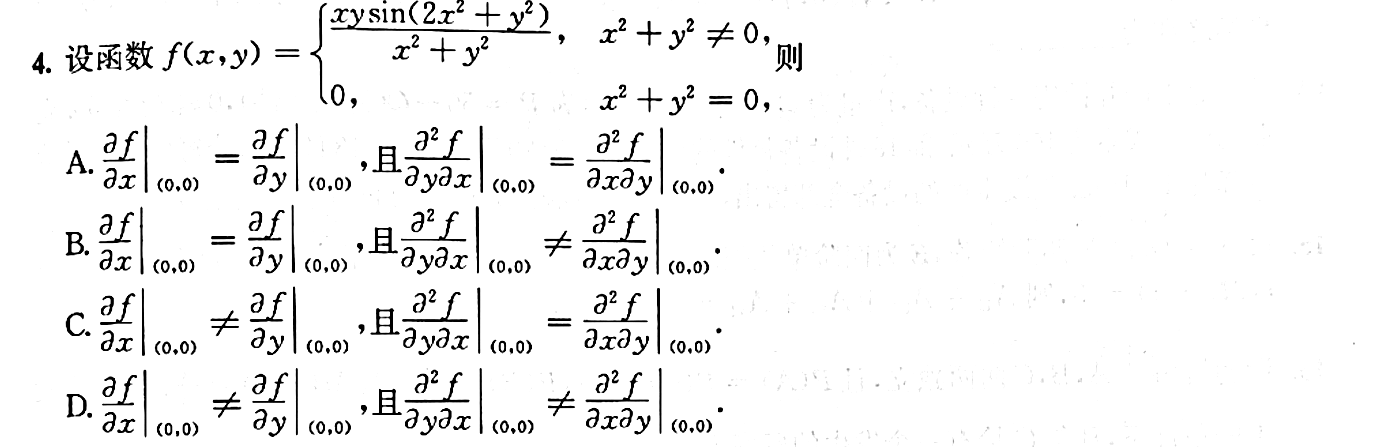 4. 设函数 f(x,y) = { xysin(2x² + y²) / x² + y², x² + y² ≠ 0, 则
0, x² + y² = 0,
A. ∂f/∂x|(0,0) = ∂f/∂y|(0,0), 且 ∂²f/∂y∂x|(0,0) = ∂²f/∂x∂y|(0,0).
B. ∂f/∂x|(0,0) = ∂f/∂y|(0,0), 且 ∂²f/∂y∂x|(0,0) ≠ ∂²f/∂x∂y|(0,0).
C. ∂f/∂x|(0,0) ≠ ∂f/∂y|(0,0), 且 ∂²f/∂y∂x|(0,0) = ∂²f/∂x∂y|(0,0).
D. ∂f/∂x|(0,0) ≠ ∂f/∂y|(0,0), 且 ∂²f/∂y∂x|(0,0) ≠ ∂²f/∂x∂y|(0,0).